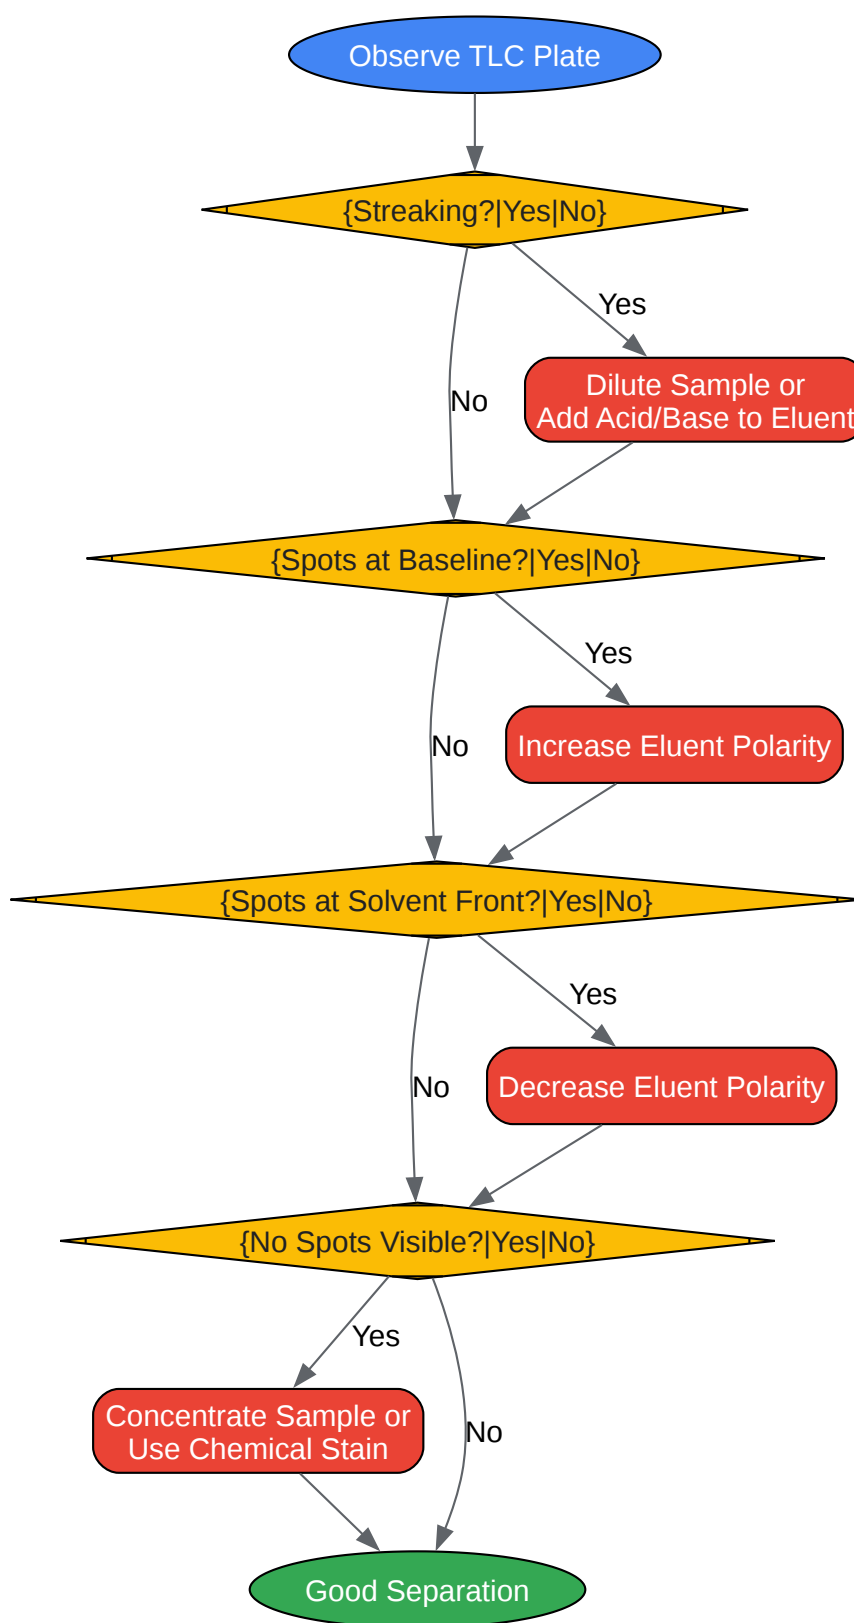 Observe TLC Plate
{Streaking?|Yes|No}
Yes
No
Dilute Sample or
Add Acid/Base to Eluent
{Spots at Baseline?|Yes|No}
Yes
No
Increase Eluent Polarity
{Spots at Solvent Front?|Yes|No}
Yes
No
Decrease Eluent Polarity
{No Spots Visible?|Yes|No}
Yes
Concentrate Sample or
Use Chemical Stain
No
Good Separation